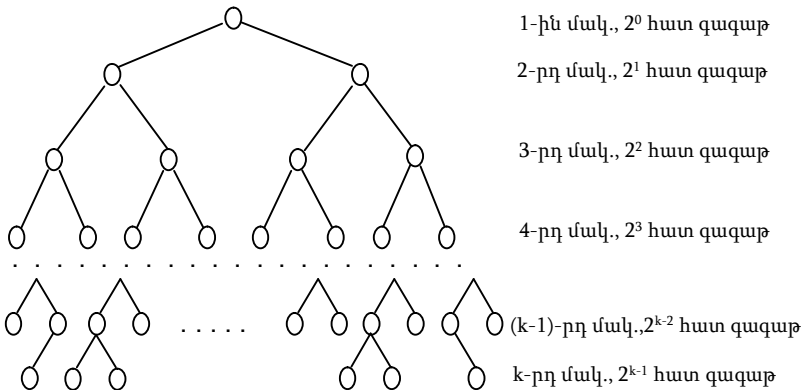 1-ին մակ., 2⁰ հատ գագաթ
2-րդ մակ., 2¹ հատ գագաթ
3-րդ մակ., 2² հատ գագաթ
4-րդ մակ., 2³ հատ գագաթ
(k-1)-րդ մակ.,2ᵏ⁻² հատ գագաթ
k-րդ մակ., 2ᵏ⁻¹ հատ գագաթ